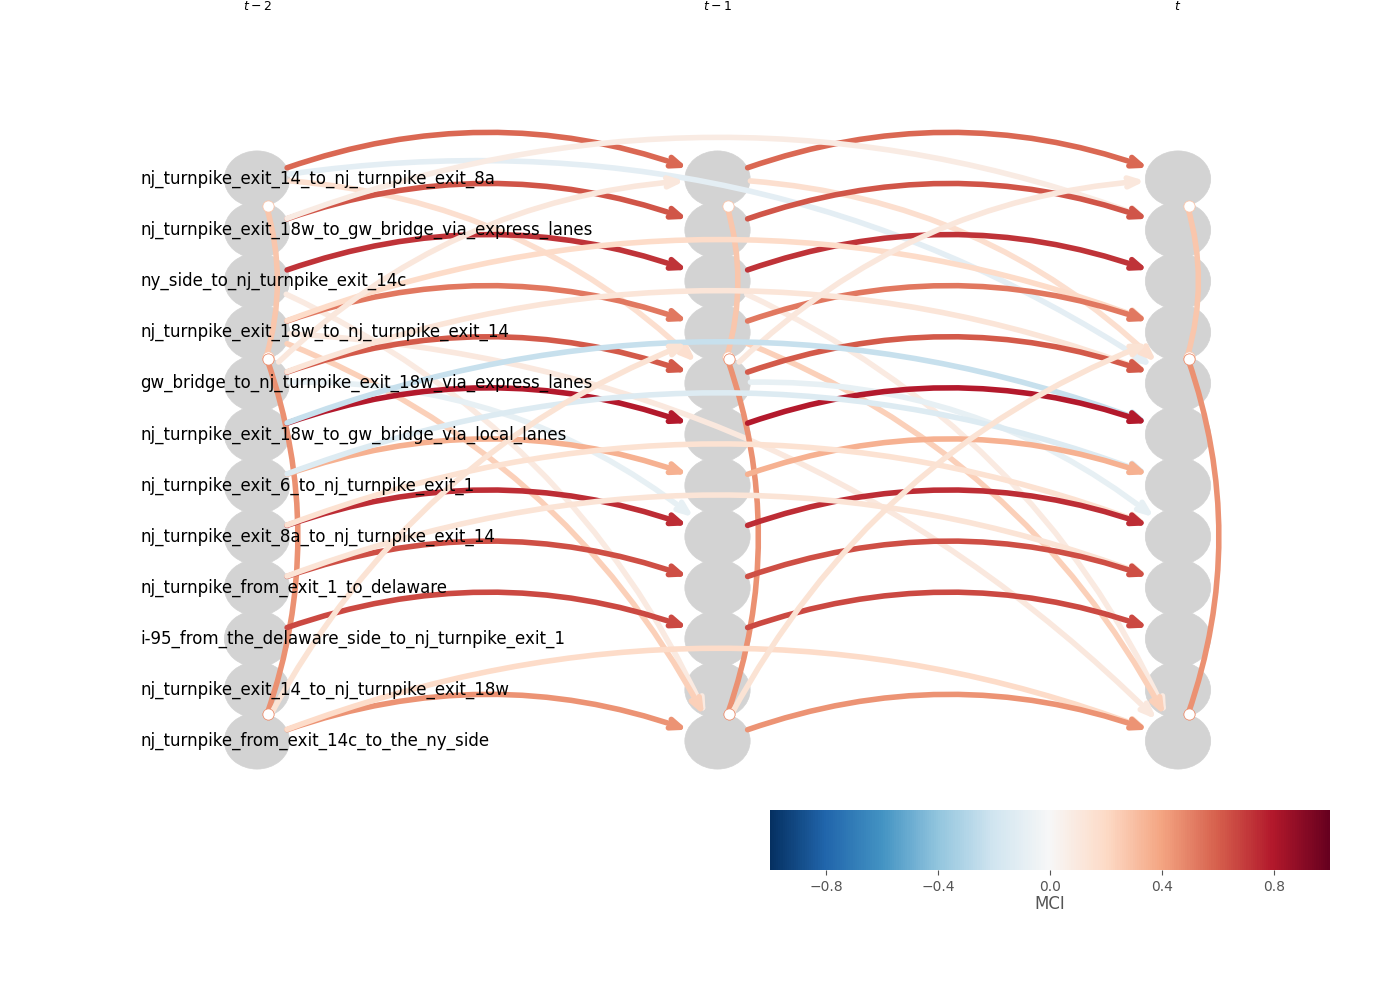 t − 2 t − 1 t
nj_turnpike_exit_14_to_nj_turnpike_exit_8a
nj_turnpike_exit_18w_to_gw_bridge_via_express_lanes
ny_side_to_nj_turnpike_exit_14c
nj_turnpike_exit_18w_to_nj_turnpike_exit_14
gw_bridge_to_nj_turnpike_exit_18w_via_express_lanes
nj_turnpike_exit_18w_to_gw_bridge_via_local_lanes
nj_turnpike_exit_6_to_nj_turnpike_exit_1
nj_turnpike_exit_8a_to_nj_turnpike_exit_14
nj_turnpike_from_exit_1_to_delaware
i-95_from_the_delaware_side_to_nj_turnpike_exit_1
nj_turnpike_exit_14_to_nj_turnpike_exit_18w
nj_turnpike_from_exit_14c_to_the_ny_side
−0.8 −0.4 0.0 0.4 0.8
MCI